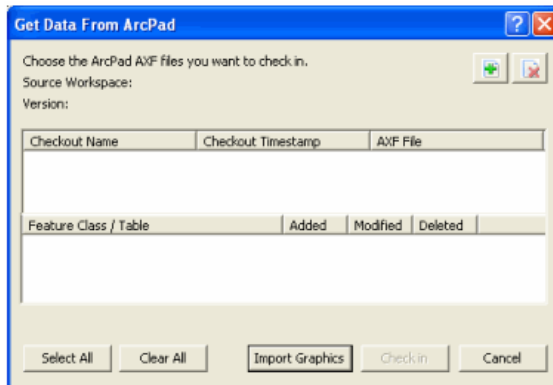 Get Data From ArcPad
?
Choose the ArcPad AXF files you want to check in.
Source Workspace:
Version:
Checkout Name Checkout Timestamp AXF File
Feature Class / Table Added Modified Deleted
Select All Clear All Import Graphics Check in Cancel